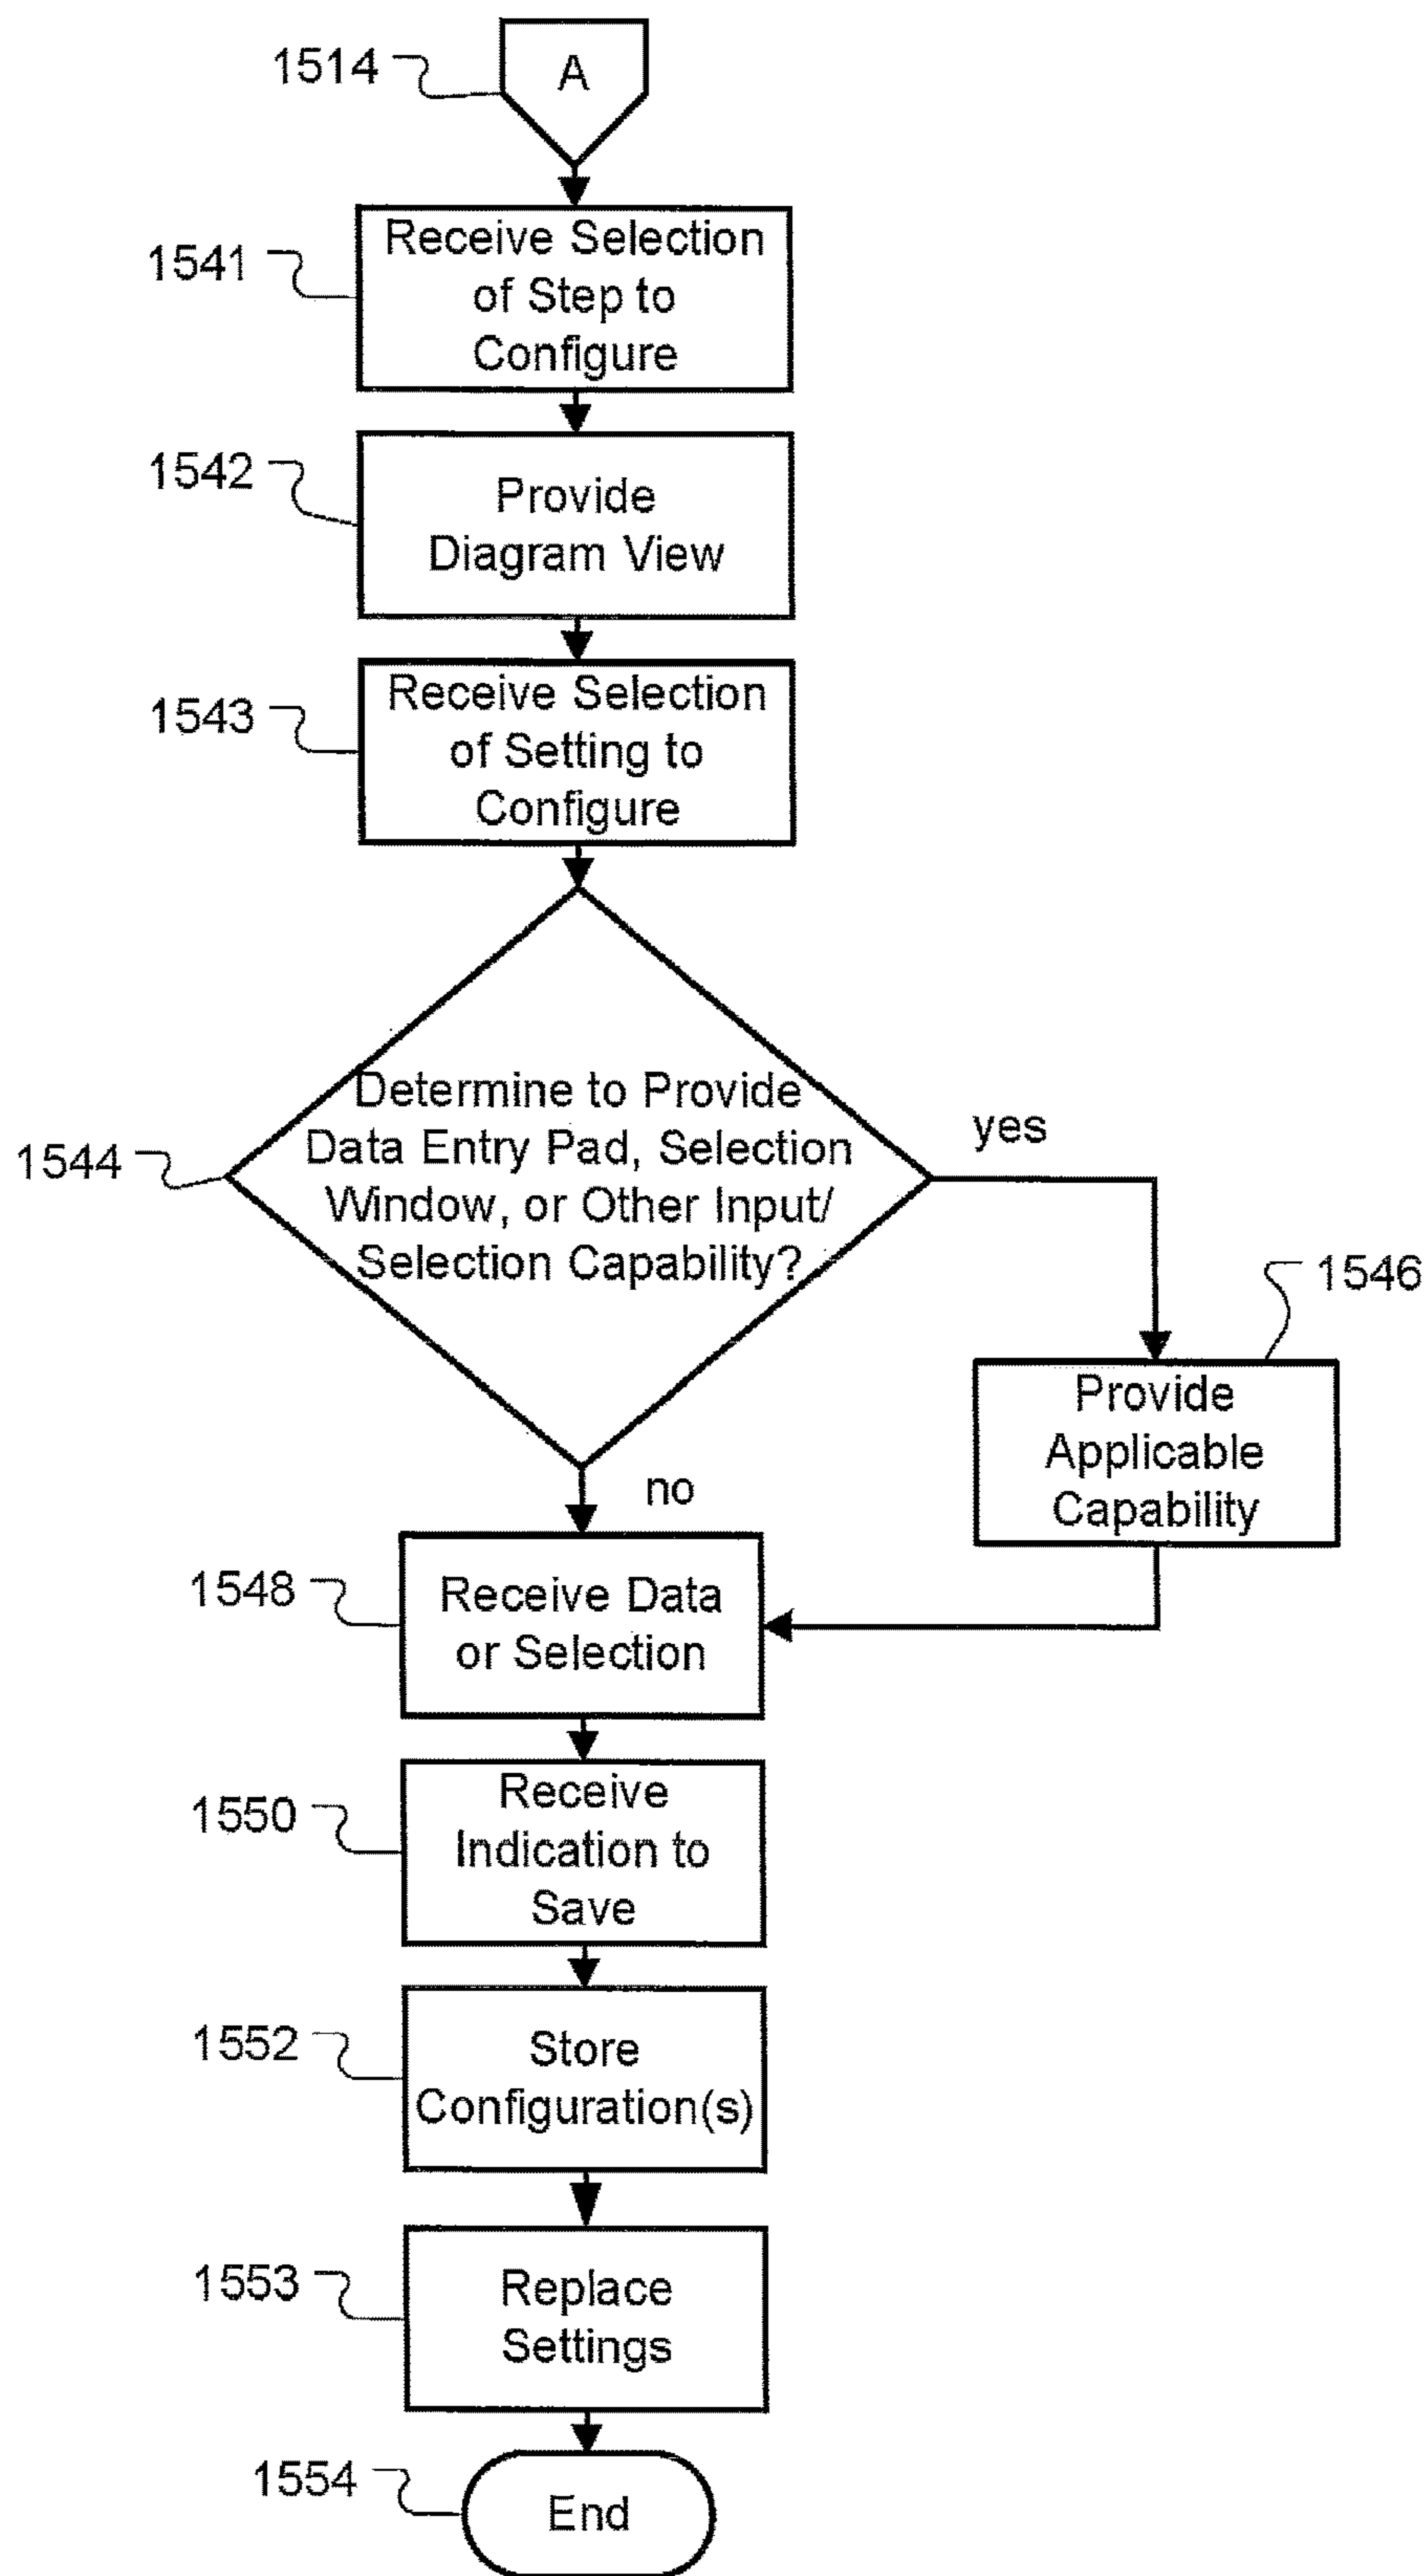 1514
A
1541
Receive Selection
of Step to
Configure
1542
Provide
Diagram View
1543
Receive Selection
of Setting to
Configure
1544
Determine to Provide
Data Entry Pad, Selection
Window, or Other Input/
Selection Capability?
yes
1546
Provide
Applicable
Capability
no
1548
Receive Data
or Selection
1550
Receive
Indication to
Save
1552
Store
Configuration(s)
1553
Replace
Settings
1554
End